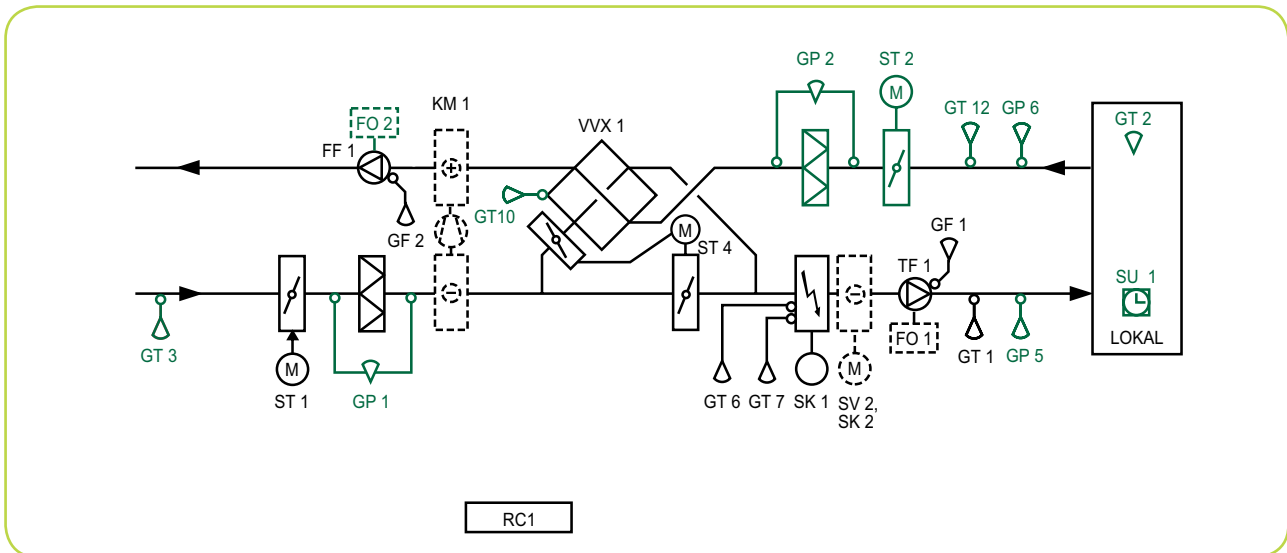 GP 2
ST 2
KM 1
FO 2
M
GT 12
GP 6
GT 2
VVX 1
FF 1
GT10
GF 2
M
ST 4
GF 1
TF 1
SU 1
LOKAL
GT 3
M
ST 1
GP 1
FO 1
GT 1
GP 5
M
GT 6
GT 7
SK 1
SV 2,
SK 2
RC1